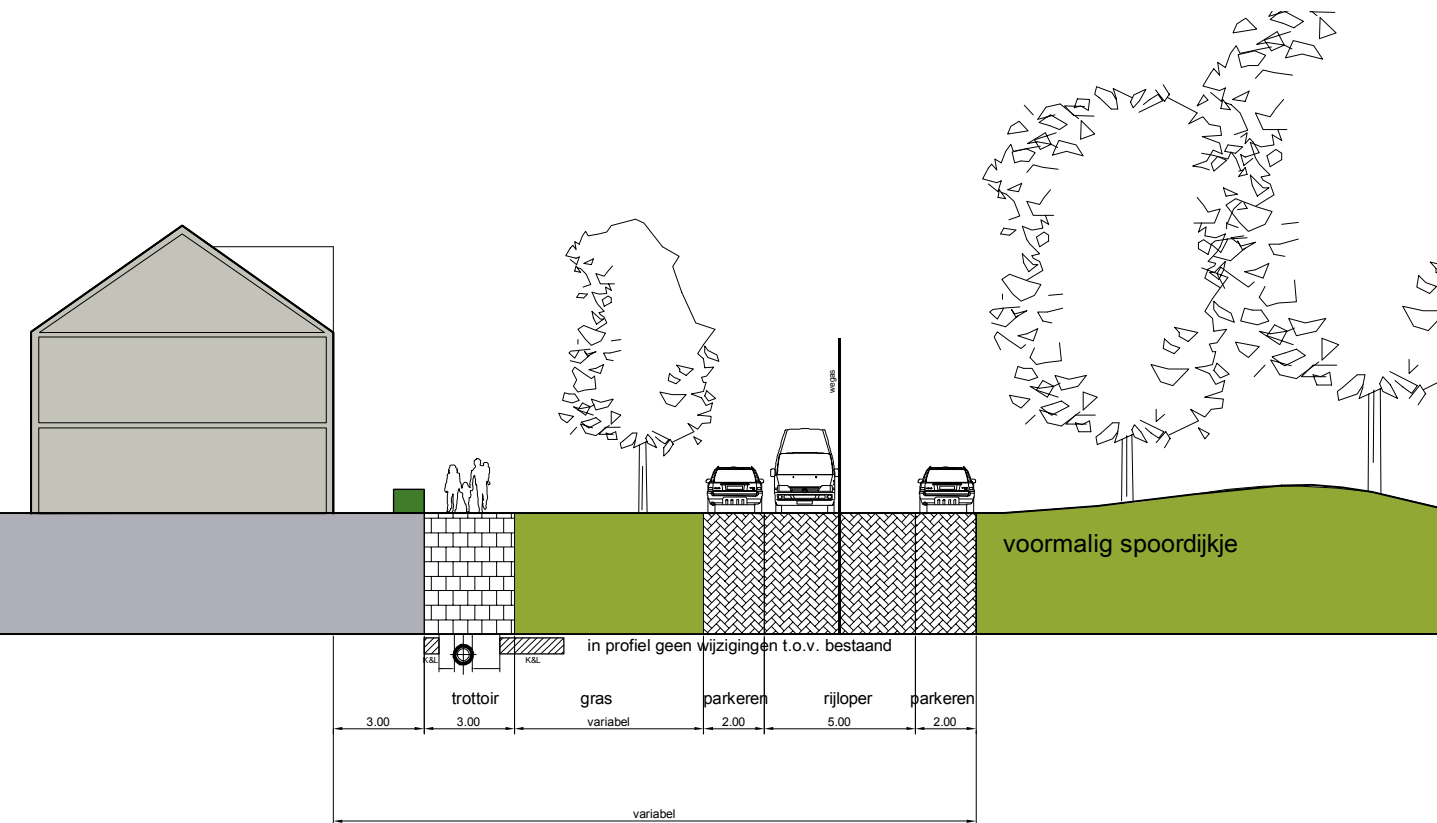 wegas
voormalig spoordijkje
in profiel geen wijzigingen t.o.v. bestaand
K&L
K&L
trottoir gras parkeren rijloper parkeren
3.00 3.00 variabel 2.00 5.00 2.00
variabel